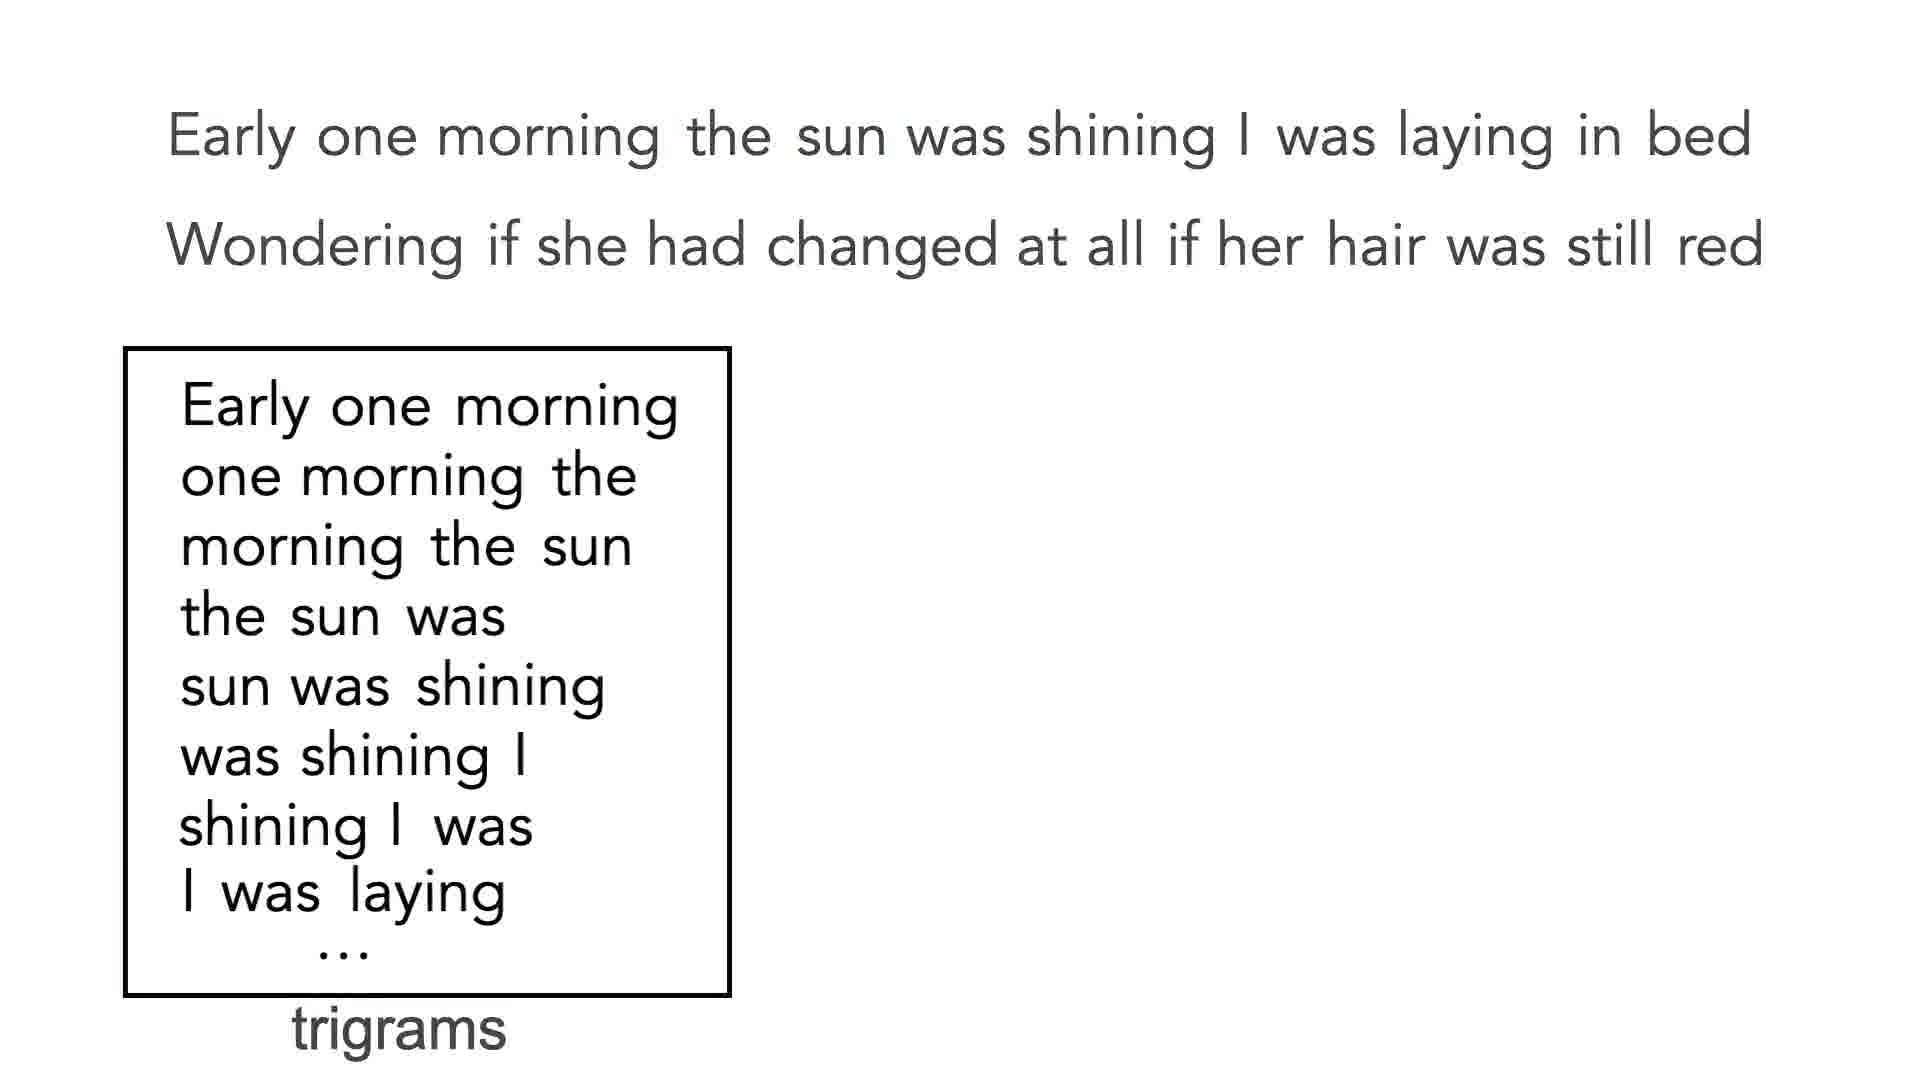 Early one morning the sun was shining I was laying in bed
Wondering if she had changed at all if her hair was still red
Early one morning
one morning the
morning the sun
the sun was
sun was shining
was shining I
shining I was
I was laying
...
trigrams